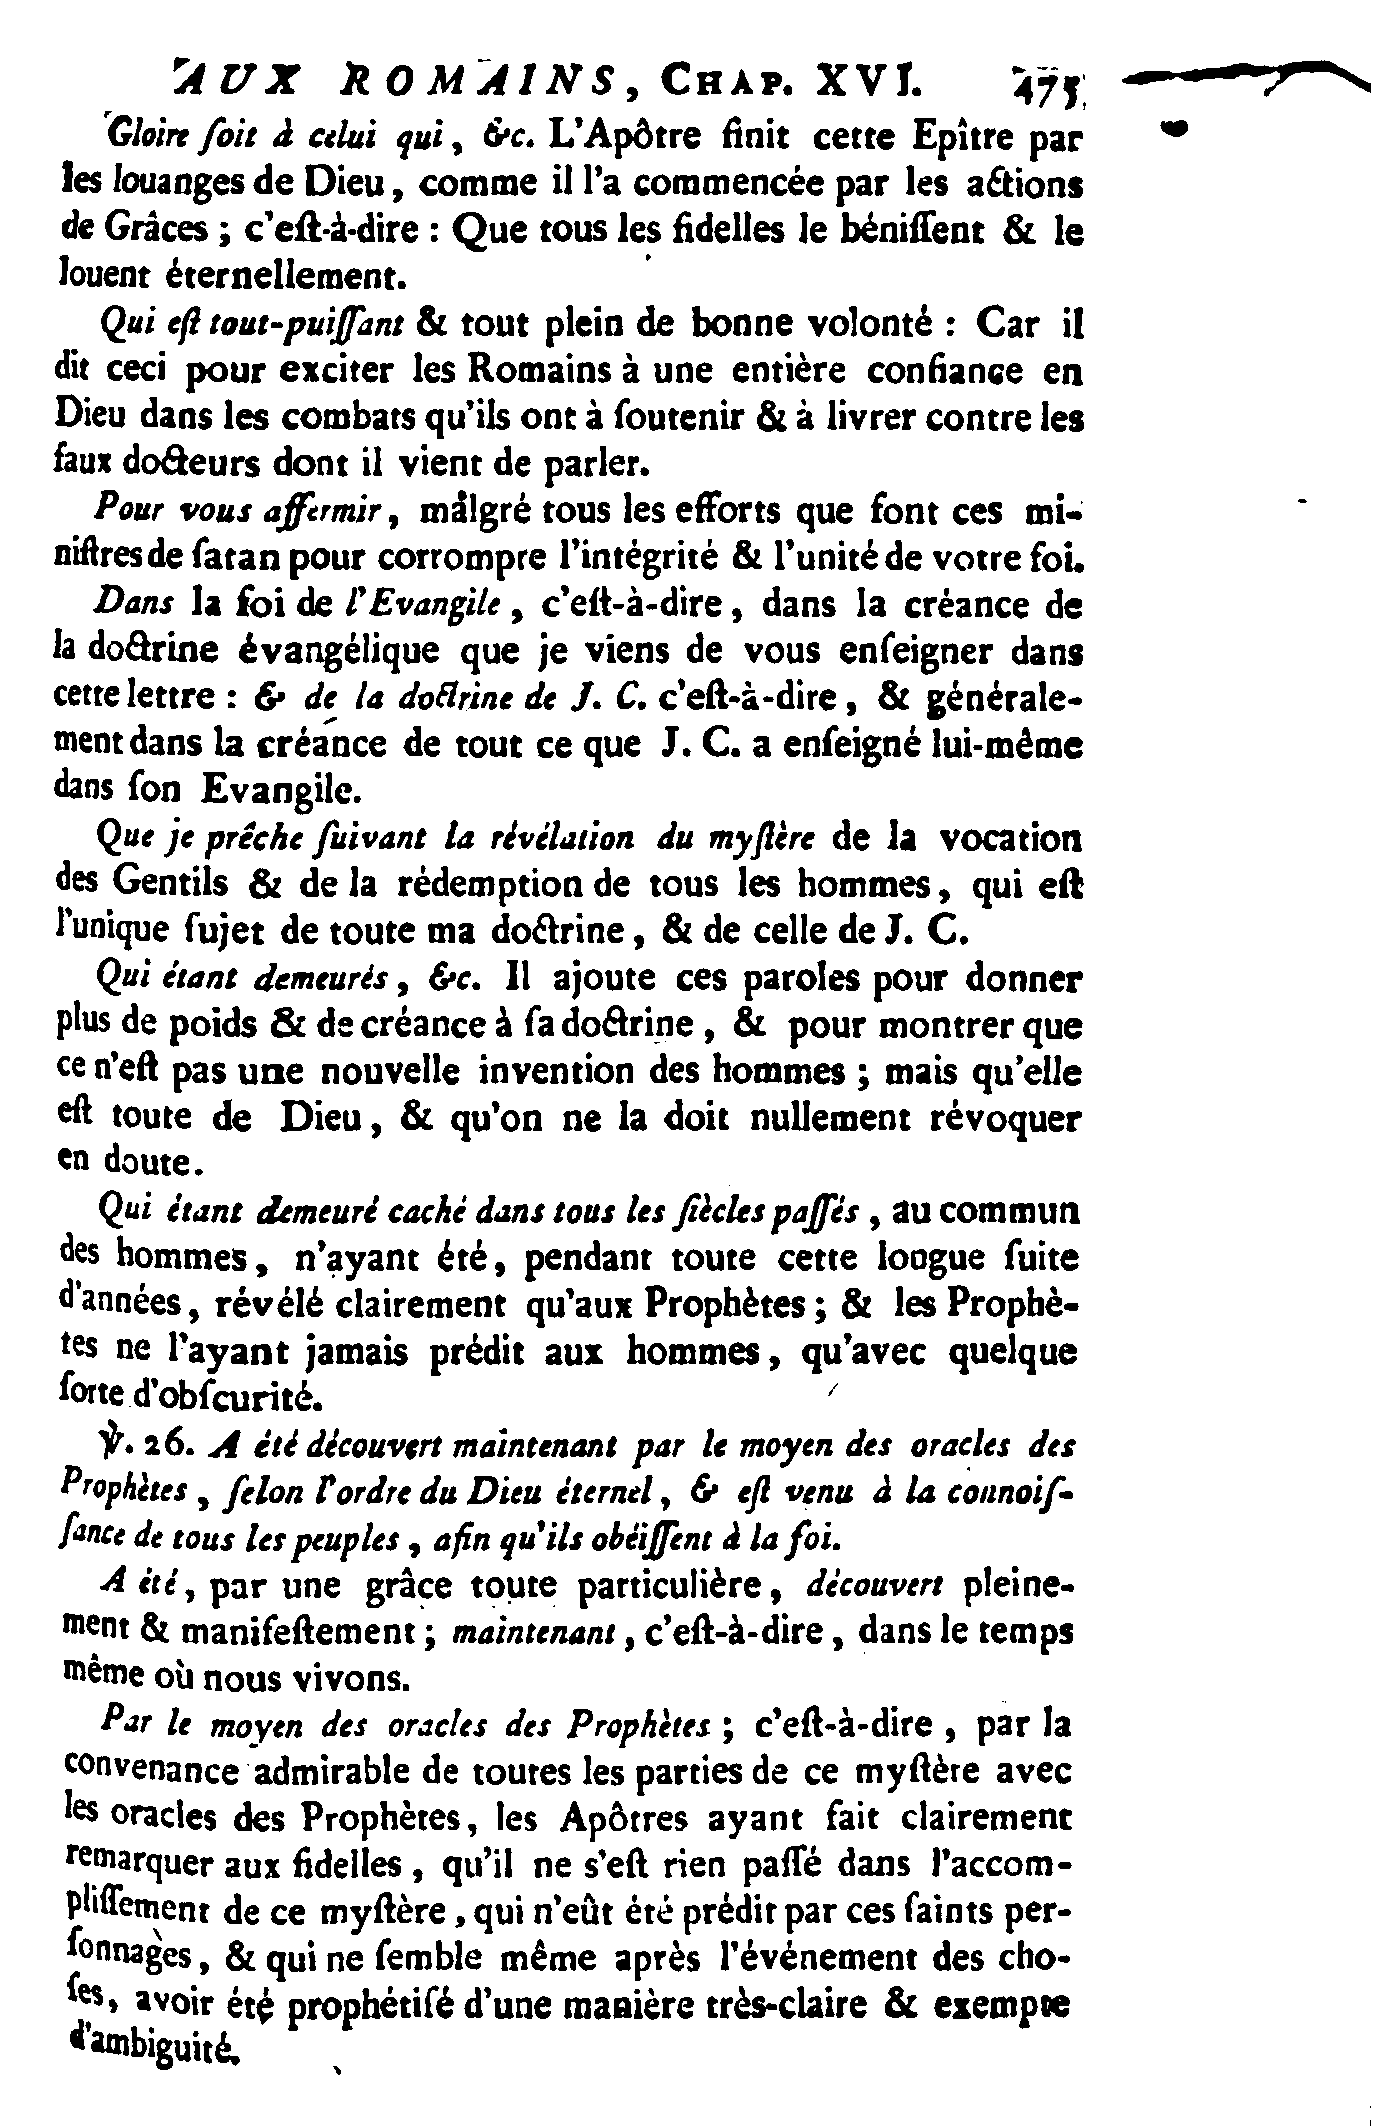 AUX ROMAINS, CHAP. XVI. 475
Gloire ſoit à celui qui, &c. L'Apôtre finit cette Epître par
les louanges de Dieu, comme il l'a commencée par les actions
de Grâces ; c'eſt-à-dire : Que tous les fidelles le béniſſent & le
louent éternellement.
Qui eſt tout-puiſſant & tout plein de bonne volonté : Car il
dit ceci pour exciter les Romains à une entière confiance en
Dieu dans les combats qu'ils ont à ſoutenir & à livrer contre les
faux docteurs dont il vient de parler.
Pour vous affermir, malgré tous les efforts que font ces mi-
niſtres de ſatan pour corrompre l'intégrité & l'unité de votre foi.
Dans la foi de l'Evangile, c'eſt-à-dire, dans la créance de
la doctrine évangélique que je viens de vous enſeigner dans
cette lettre : & de la doctrine de J. C. c'eſt-à-dire, & générale-
ment dans la créance de tout ce que J. C. a enſeigné lui-même
dans ſon Evangile.
Que je prêche ſuivant la révélation du myſtère de la vocation
des Gentils & de la rédemption de tous les hommes, qui eſt
l'unique ſujet de toute ma doctrine, & de celle de J. C.
Qui étant demeurés, &c. Il ajoute ces paroles pour donner
plus de poids & de créance à ſa doctrine, & pour montrer que
ce n'eſt pas une nouvelle invention des hommes ; mais qu'elle
eſt toute de Dieu, & qu'on ne la doit nullement révoquer
en doute.
Qui étant demeuré caché dans tous les ſiècles paſſés, au commun
des hommes, n'ayant été, pendant toute cette longue ſuite
d'années, révélé clairement qu'aux Prophètes ; & les Prophè-
tes ne l'ayant jamais prédit aux hommes, qu'avec quelque
ſorte d'obſcurité.
℣. 26. A été découvert maintenant par le moyen des oracles des
Prophètes, ſelon l'ordre du Dieu éternel, & eſt venu à la connoiſ-
ſance de tous les peuples, afin qu'ils obéiſſent à la foi.
A été, par une grâce toute particulière, découvert pleine-
ment & manifeſtement ; maintenant, c'eſt-à-dire, dans le temps
même où nous vivons.
Par le moyen des oracles des Prophètes ; c'eſt-à-dire, par la
convenance admirable de toutes les parties de ce myſtère avec
les oracles des Prophètes, les Apôtres ayant fait clairement
remarquer aux fidelles, qu'il ne s'eſt rien paſſé dans l'accom-
pliſſement de ce myſtère, qui n'eût été prédit par ces ſaints per-
ſonnagès, & qui ne ſemble même après l'événement des cho-
ſes, avoir été prophétiſé d'une manière très-claire & exempte
d'ambiguité.